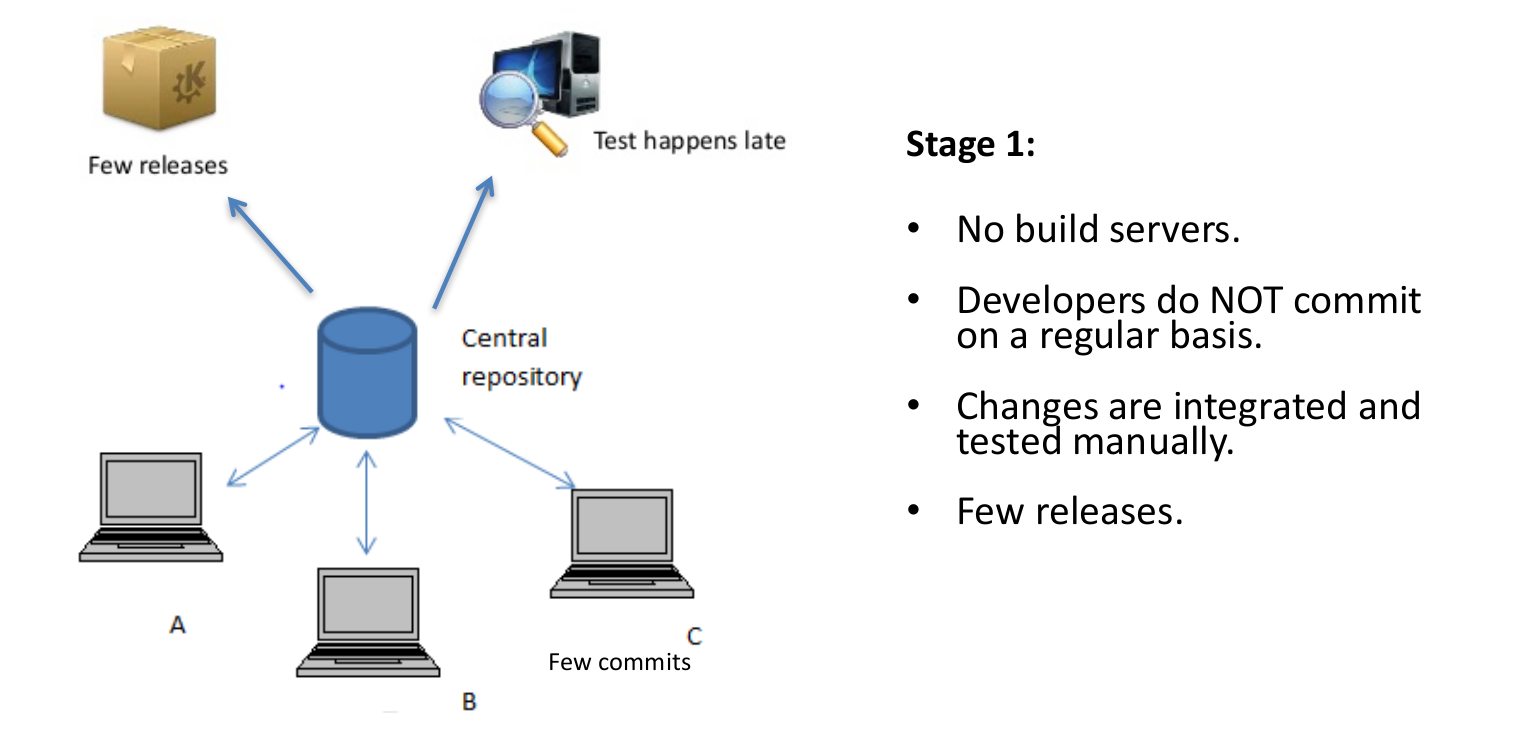 Few releases
Test happens late
Central
repository
A
B
C
Few commits
Stage 1:
• No build servers.
• Developers do NOT commit
on a regular basis.
• Changes are integrated and
tested manually.
• Few releases.